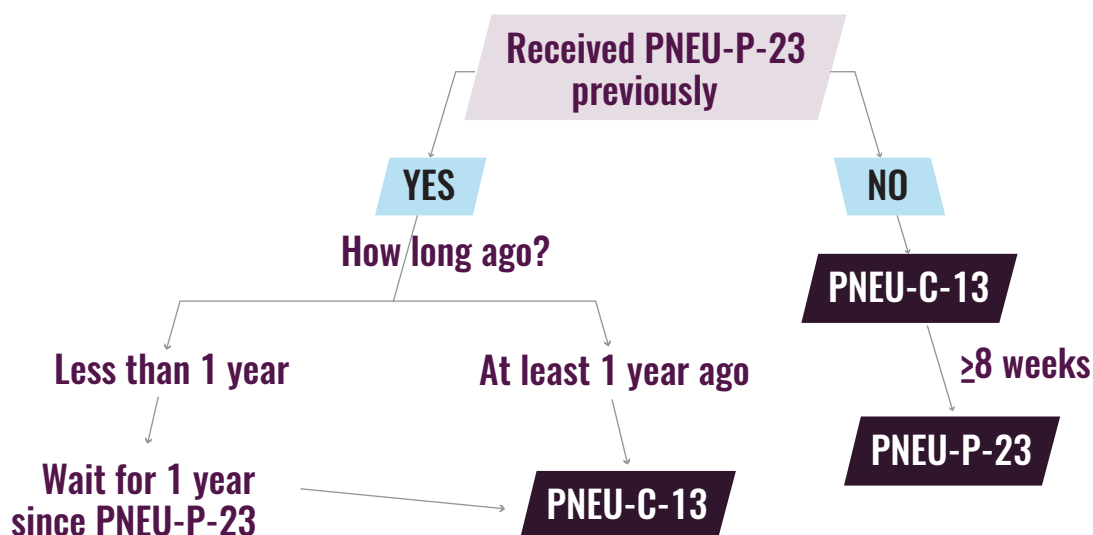 Received PNEU-P-23
previously
YES
NO
How long ago?
PNEU-C-13
Less than 1 year
At least 1 year ago
≥8 weeks
PNEU-P-23
Wait for 1 year
since PNEU-P-23
PNEU-C-13